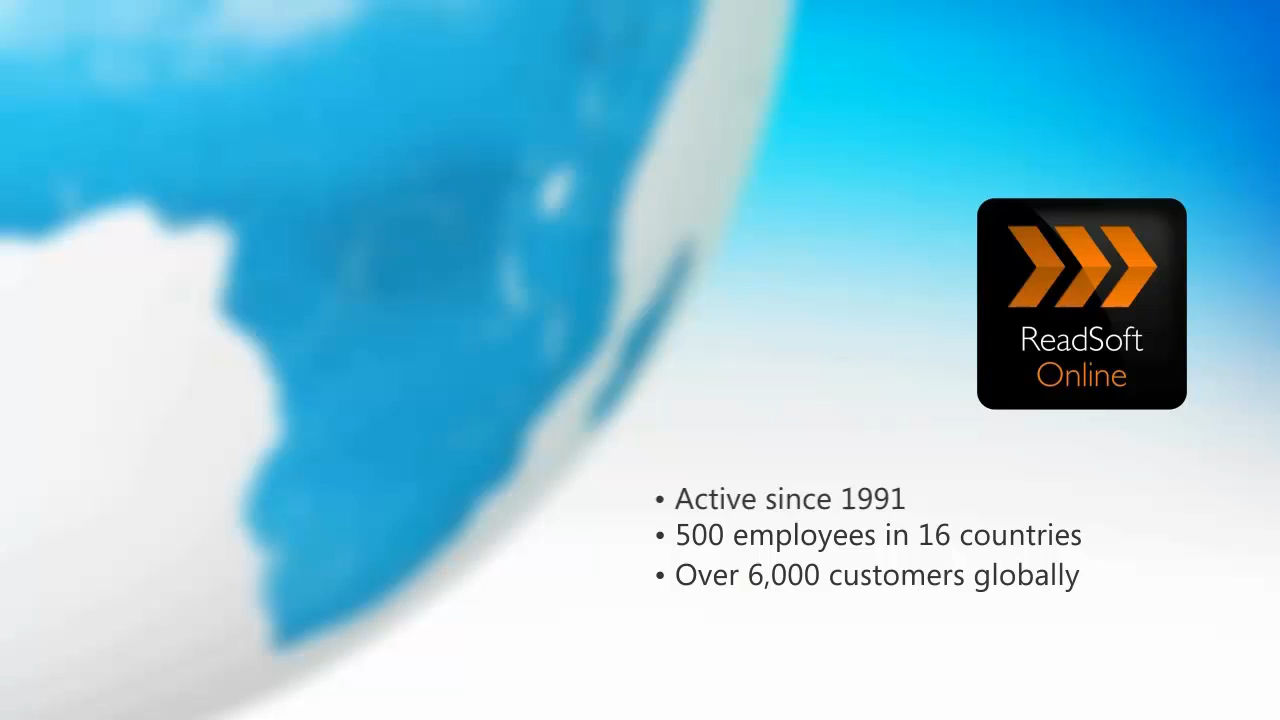 ReadSoft
Online
• Active since 1991
• 500 employees in 16 countries
• Over 6,000 customers globally